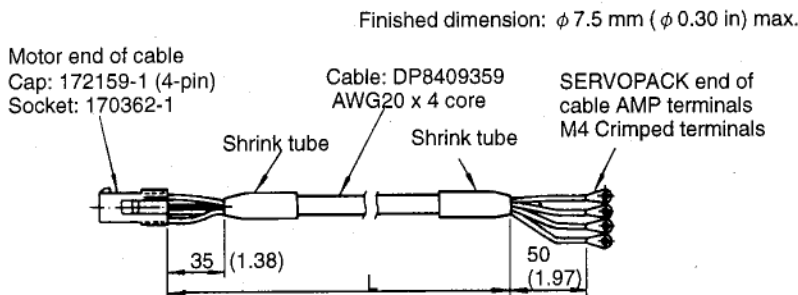 Finished dimension: φ 7.5 mm ( φ 0.30 in) max.
Motor end of cable
Cap: 172159-1 (4-pin)
Socket: 170362-1
Cable: DP8409359
AWG20 x 4 core
SERVOPACK end of
cable AMP terminals
M4 Crimped terminals
Shrink tube
Shrink tube
35 (1.38)
50
(1.97)
L